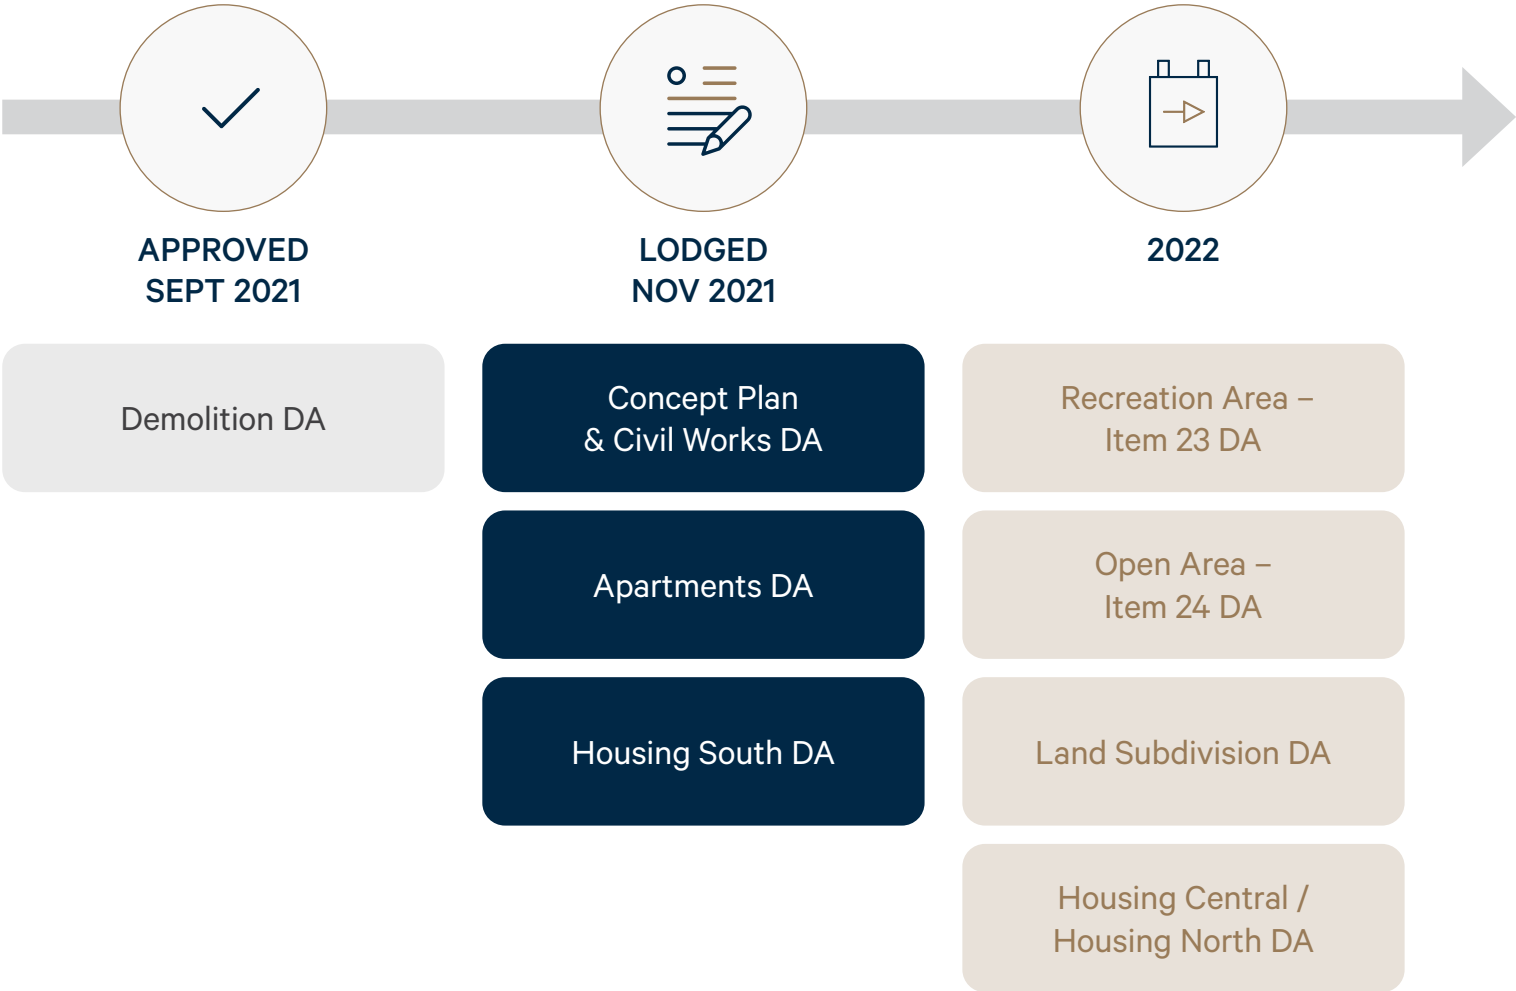 APPROVED
SEPT 2021
LODGED
NOV 2021
2022
Demolition DA
Concept Plan
& Civil Works DA
Apartments DA
Housing South DA
Recreation Area –
Item 23 DA
Open Area –
Item 24 DA
Land Subdivision DA
Housing Central /
Housing North DA